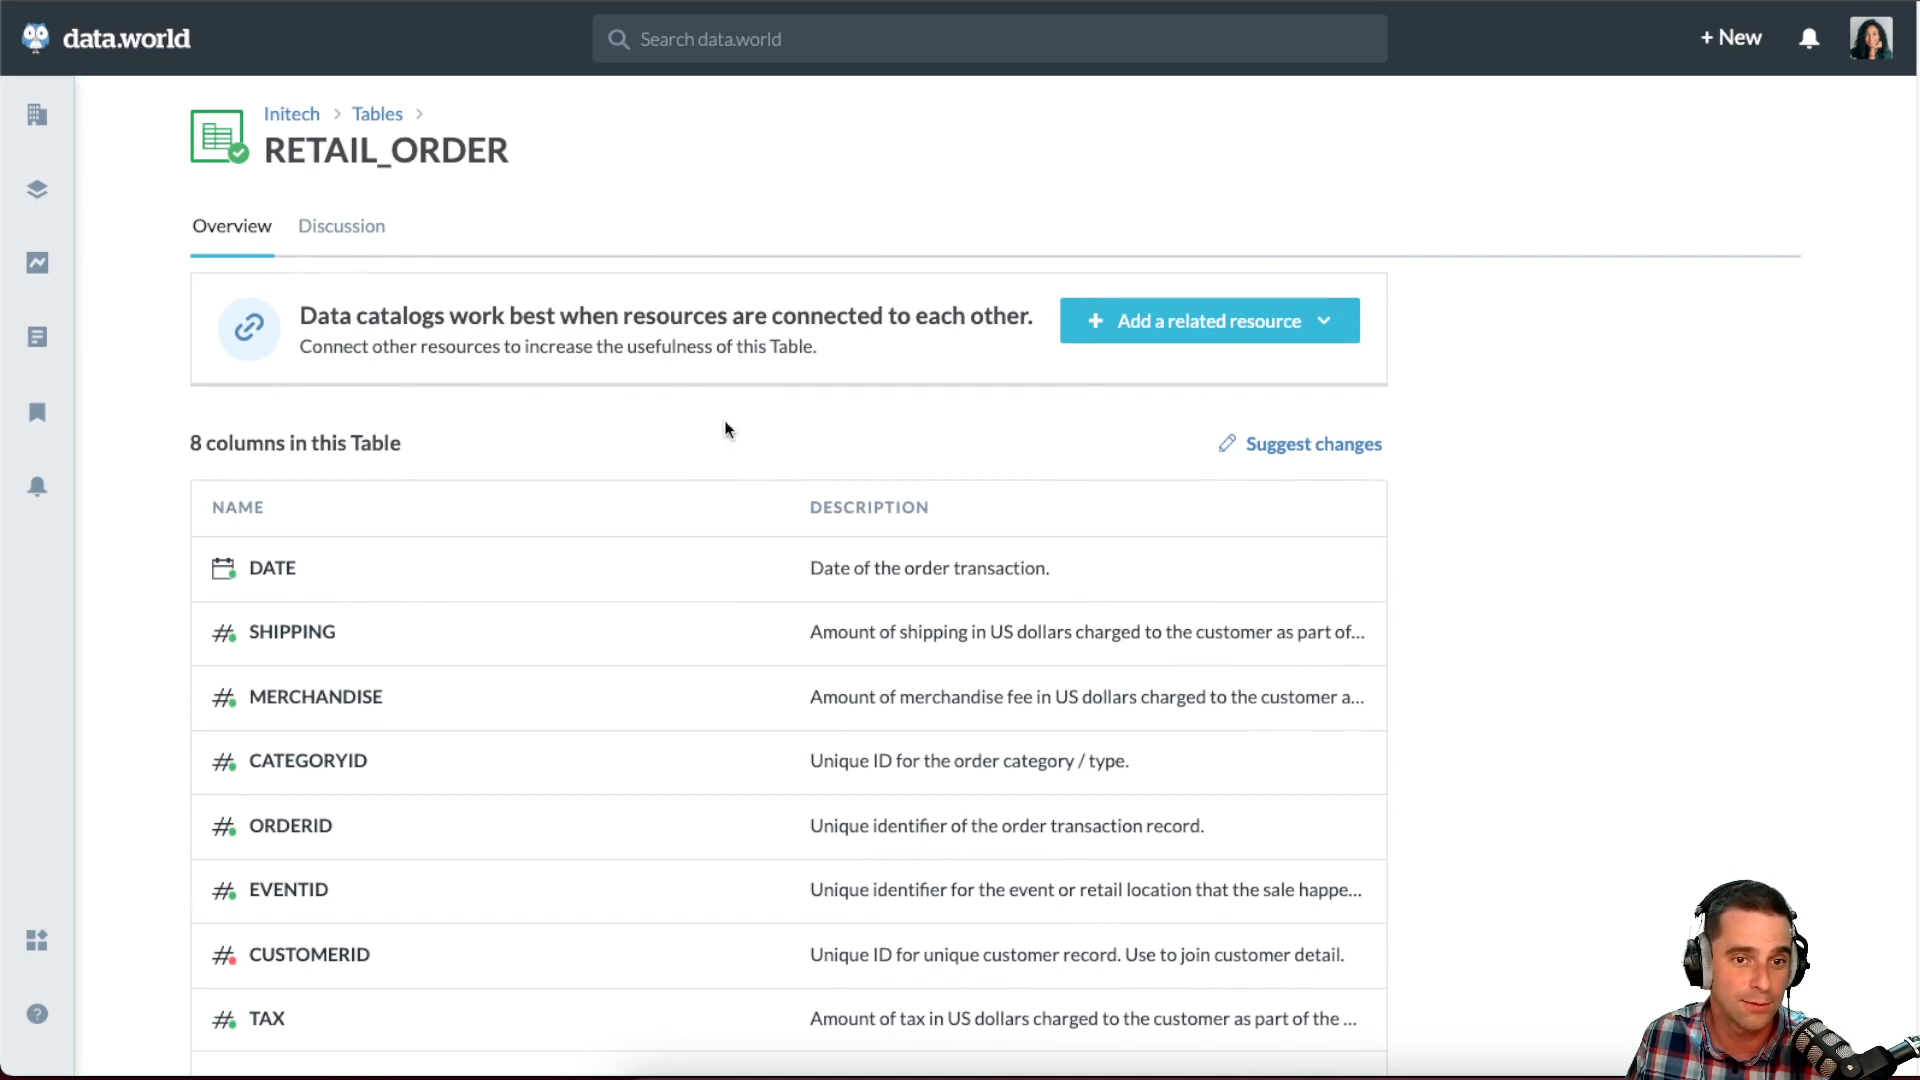 data.world
Search data.world
+ New
Initech > Tables >
RETAIL_ORDER
Overview
Discussion
Data catalogs work best when resources are connected to each other.
Connect other resources to increase the usefulness of this Table.
+ Add a related resource
8 columns in this Table
Suggest changes
NAME
DESCRIPTION
DATE
Date of the order transaction.
SHIPPING
Amount of shipping in US dollars charged to the customer as part of...
MERCHANDISE
Amount of merchandise fee in US dollars charged to the customer a...
CATEGORYID
Unique ID for the order category / type.
ORDERID
Unique identifier of the order transaction record.
EVENTID
Unique identifier for the event or retail location that the sale happe...
CUSTOMERID
Unique ID for unique customer record. Use to join customer detail.
TAX
Amount of tax in US dollars charged to the customer as part of the ...